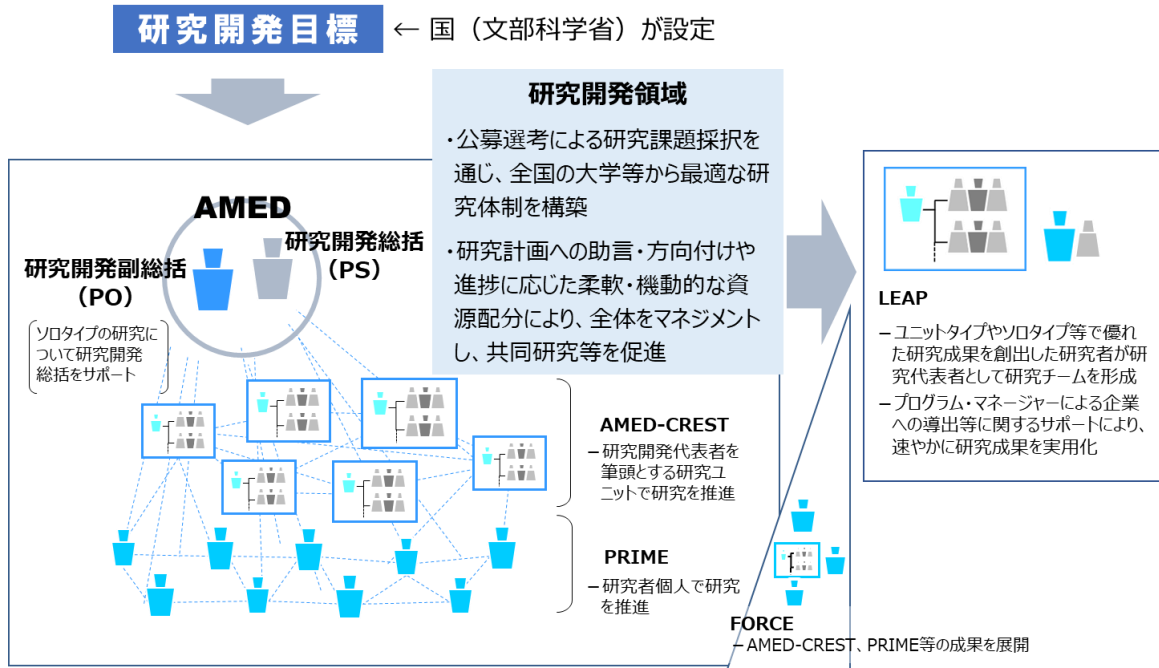 研究開発目標 ← 国（文部科学省）が設定
研究開発領域
・公募選考による研究課題採択を
通じ、全国の大学等から最適な研
究体制を構築
・研究計画への助言・方向付けや
進捗に応じた柔軟・機動的な資
源配分により、全体をマネジメント
し、共同研究等を促進
AMED
研究開発総括
（PS）
研究開発副総括
（PO）
ソロタイプの研究に
ついて研究開発
総括をサポート
AMED-CREST
－研究開発代表者を
筆頭とする研究ユ
ニットで研究を推進
PRIME
－研究者個人で研究
を推進
LEAP
－ユニットタイプやソロタイプ等で優れ
た研究成果を創出した研究者が研
究代表者として研究チームを形成
－プログラム・マネージャーによる企業
への導出等に関するサポートにより、
速やかに研究成果を実用化
FORCE
－AMED-CREST、PRIME等の成果を展開